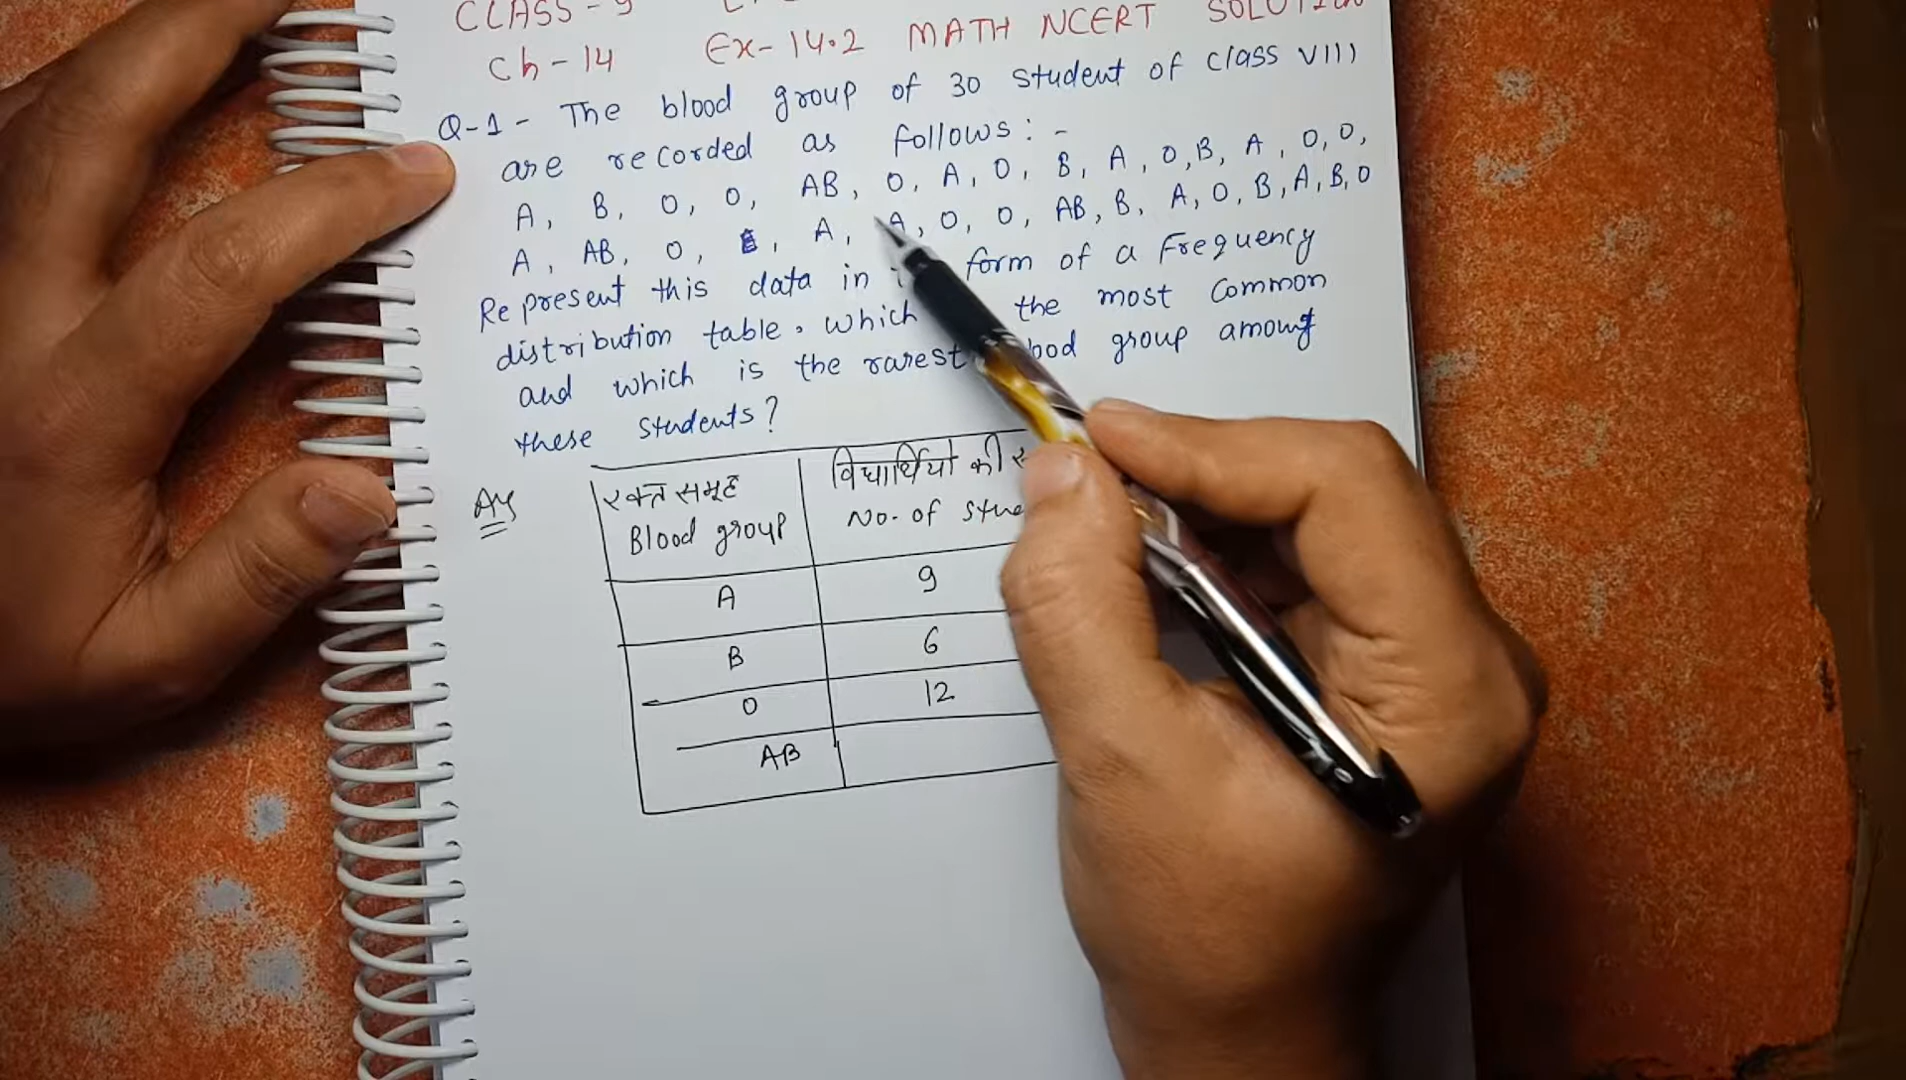 CLASS - 9
Ch - 14 Ex- 14.2 MATH NCERT SOLUTION
Q-1 - The blood group of 30 student of class VIII
are recorded as follows: -
A, B, O, O, AB, O, A, O, B, A, O, B, A, O, O,
A, AB, O, , A, A, O, O, AB, B, A, O, B, A, B, O
Represent this data in form of a frequency
distribution table. which the most common
and which is the rarest group among
these students?
Ans
रक्त समूह विधार्थियो की
Blood group No. of
A 9
B 6
O 12
AB